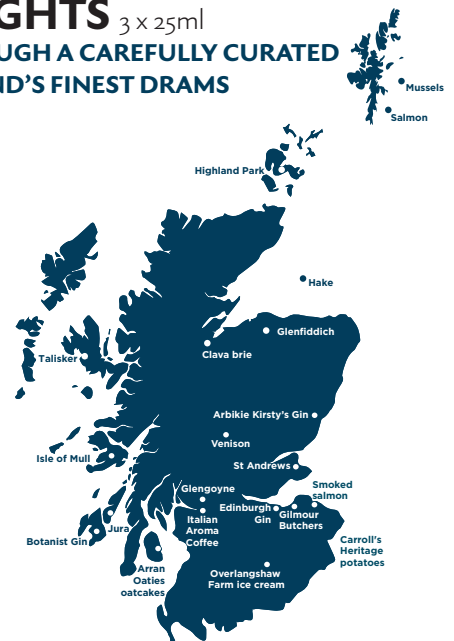 GHTS 3 x 25ml
UGH A CAREFULLY CURATED
ND'S FINEST DRAMS
Mussels
Salmon
Highland Park
Hake
Glenfiddich
Clava brie
Talisker
Arbikie Kirsty's Gin
Venison
Isle of Mull
St Andrews
Glengoyne
Smoked
salmon
Edinburgh
Gin
Gilmour
Butchers
Italian
Aroma
Coffee
Jura
Botanist Gin
Carroll's
Heritage
potatoes
Arran
Oaties
oatcakes
Overlangshaw
Farm ice cream